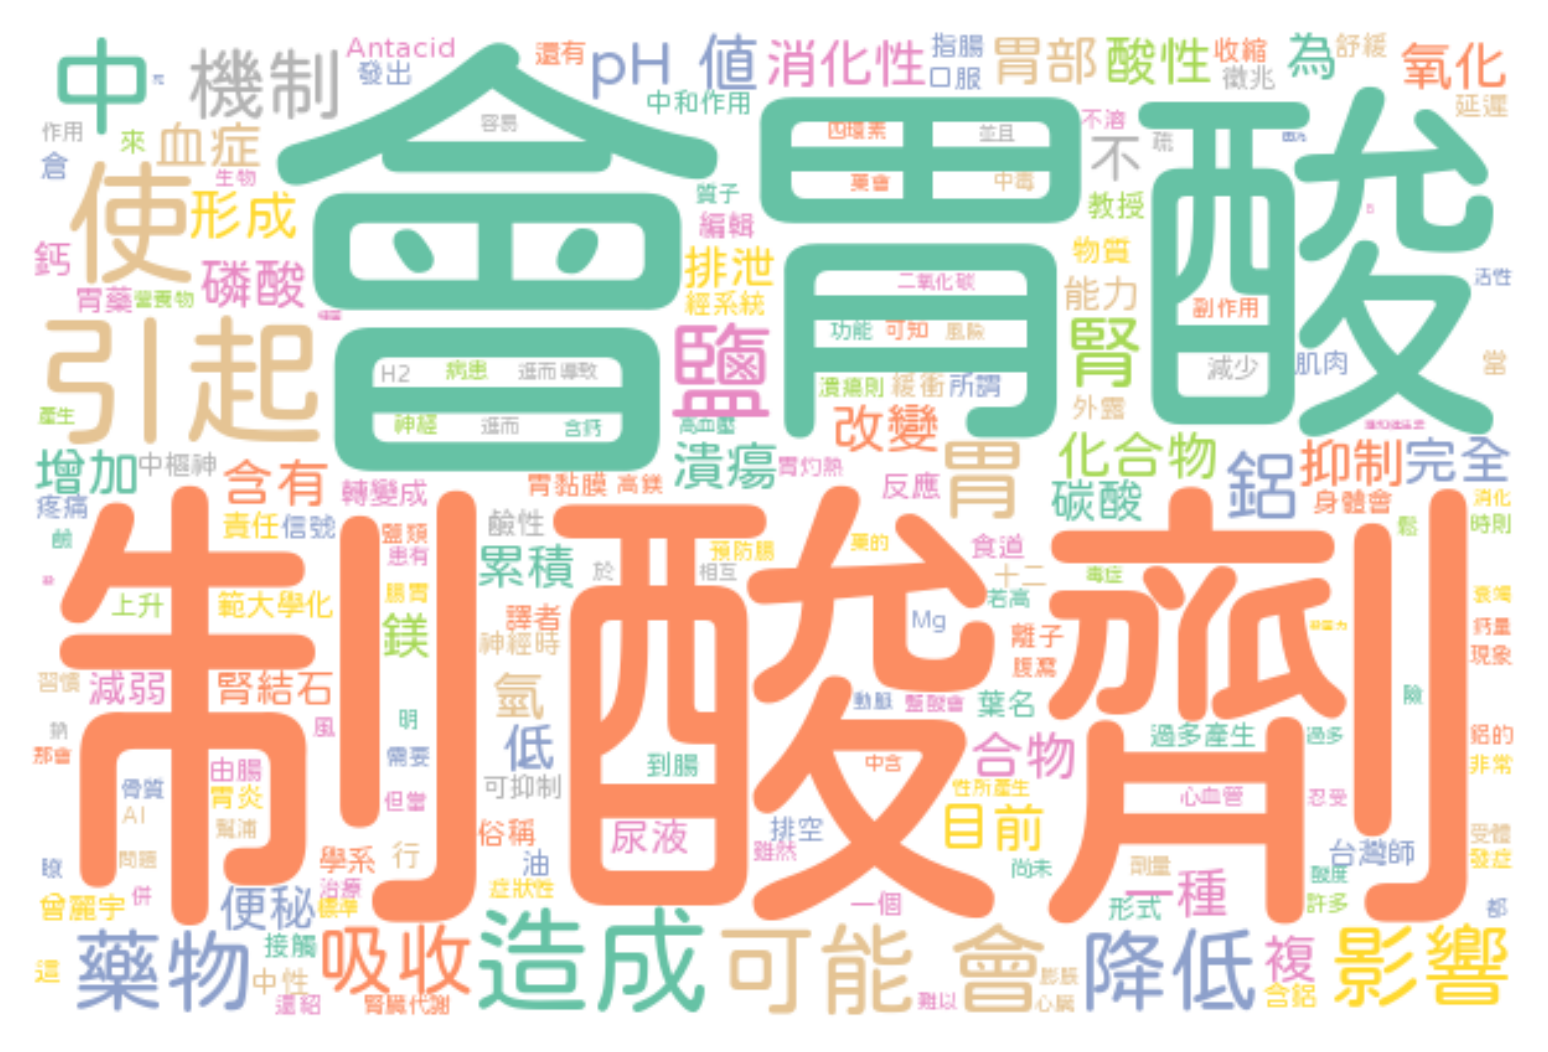 中
機制
Antacid
發出
還有
pH 值
中和作用
消化性
指腸
口服
胃部
酸性
收縮
徵兆
為
舒緩
氧化
延遲
作用
來
血症
倉
生物
使
形成
會
容易
胃酸
四環素
並且
藥會
中毒
不溶
不
疏
質子
編輯
教授
鈣
磷酸
胃藥
營養物
排泄
經系統
二氧化碳
物質
能力
活性
引起
產生
H2
病患
進而導致
神經
進而
含鈣
鹽
高血壓
功能
可知
風險
潰瘍則
緩衝
所謂
腎
外露
副作用
減少
肌肉
當
改變
增加
中樞神
含有
轉變成
疼痛
胃黏膜
高鎂
潰瘍
胃灼熱
反應
胃
化合物
碳酸
鋁
抑制
完全
身體會
消化
時則
鬆
責任
信號
鹽類
患有
鹼性
累積
於
預防腸
相互
藥的
食道
十二
若高
毒症
制酸劑
上升
範大學化
腸胃
鎂
譯者
神經時
Mg
離子
腹瀉
衰竭
鈣量
現象
習慣
減弱
腎結石
氫
動脈
鹽酸會
葉名
險
鈉
那會
風
明
低
需要
到腸
中含
合物
過多產生
過多
鋁的
非常
由腸
骨質
胃炎
Al
幫浦
但當
可抑制
性所產生
心血管
忍受
俗稱
尿液
排空
雖然
目前
受體
發症
問題
學系
行
油
治療
症狀性
尚未
劑量
一種
台灣師
酸度
曾麗宇
併
便秘
標準
一個
形式
許多
都
這
藥物
接觸
中性
還紹
吸收
腎臟代謝
造成
可能
難以
會
膨脹
心臟
降低
複
含鋁
影響